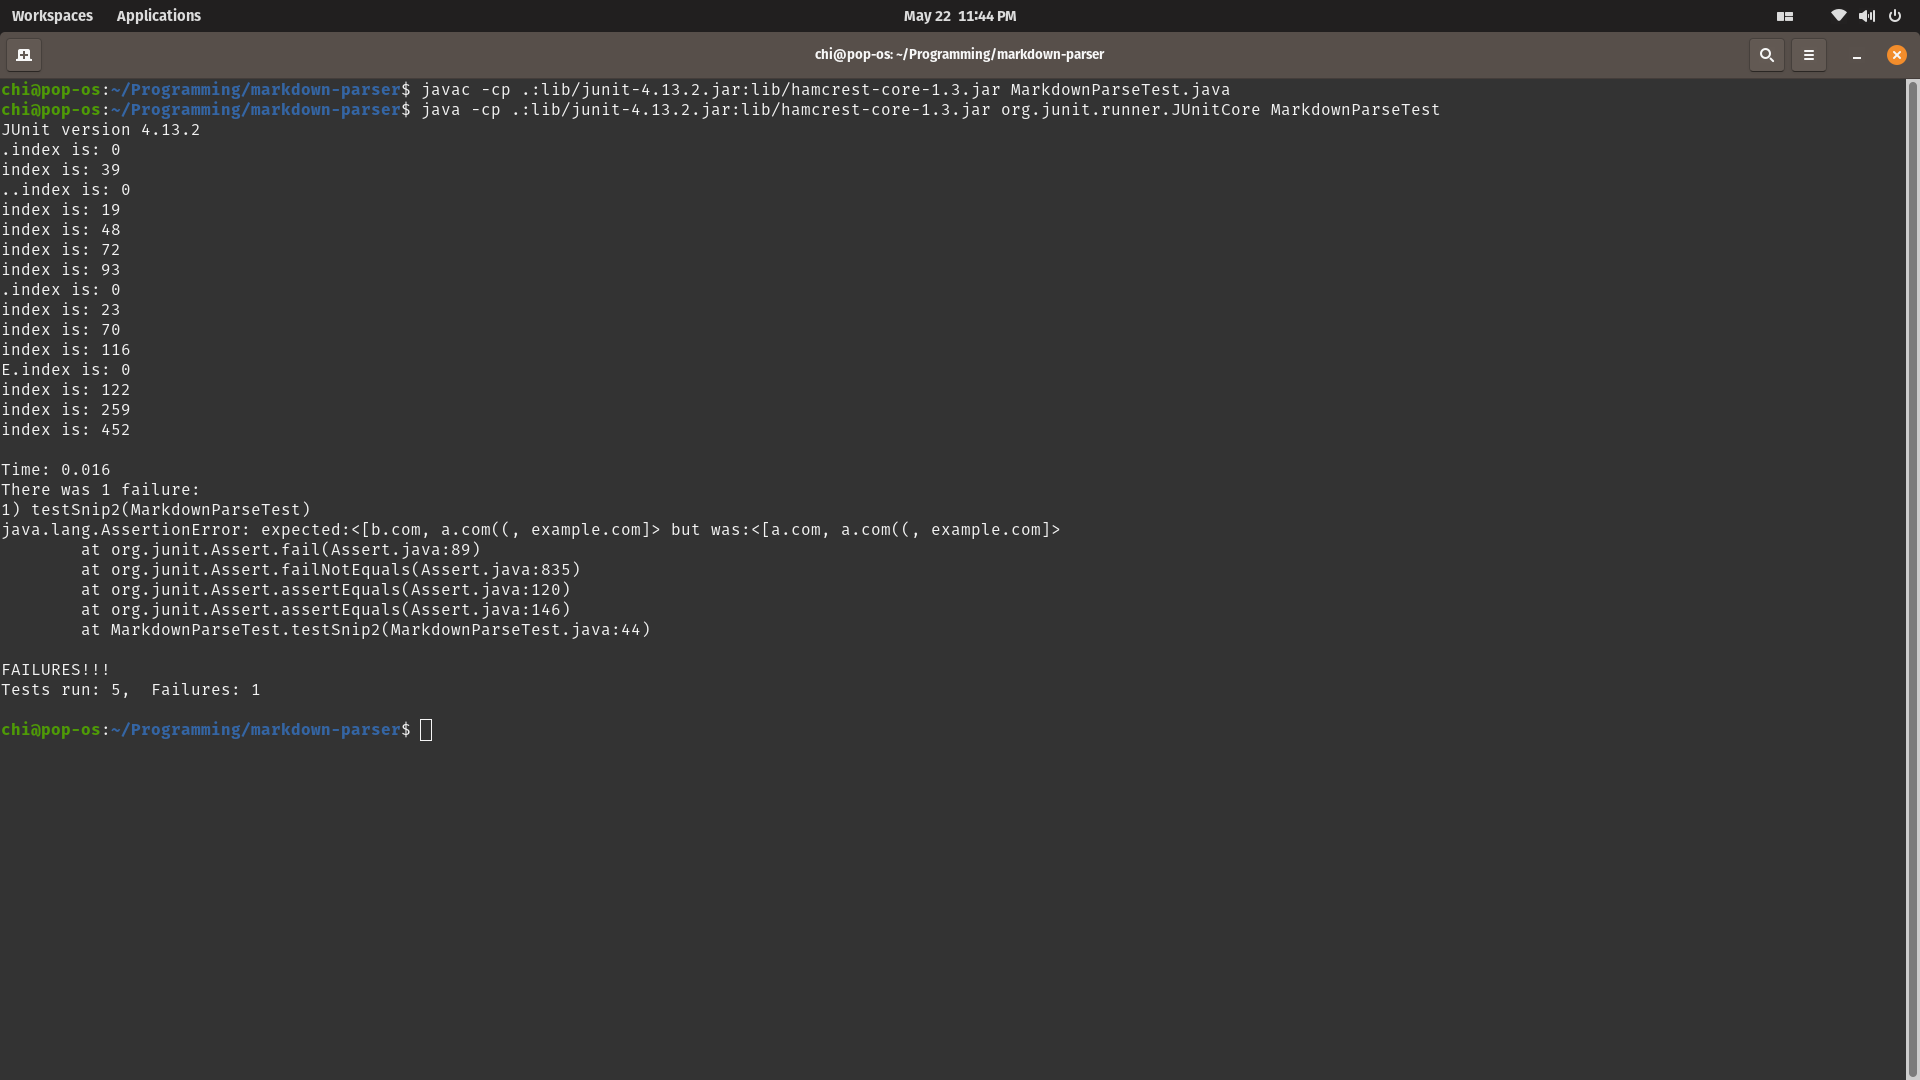 Workspaces Applications May 22 11:44 PM
chi@pop-os: ~/Programming/markdown-parser
chi@pop-os:~/Programming/markdown-parser$ javac -cp .:lib/junit-4.13.2.jar:lib/hamcrest-core-1.3.jar MarkdownParseTest.java
chi@pop-os:~/Programming/markdown-parser$ java -cp .:lib/junit-4.13.2.jar:lib/hamcrest-core-1.3.jar org.junit.runner.JUnitCore MarkdownParseTest
JUnit version 4.13.2
.index is: 0
index is: 39
..index is: 0
index is: 19
index is: 48
index is: 72
index is: 93
.index is: 0
index is: 23
index is: 70
index is: 116
E.index is: 0
index is: 122
index is: 259
index is: 452
Time: 0.016
There was 1 failure:
1) testSnip2(MarkdownParseTest)
java.lang.AssertionError: expected:<[b.com, a.com((, example.com]> but was:<[a.com, a.com((, example.com]>
at org.junit.Assert.fail(Assert.java:89)
at org.junit.Assert.failNotEquals(Assert.java:835)
at org.junit.Assert.assertEquals(Assert.java:120)
at org.junit.Assert.assertEquals(Assert.java:146)
at MarkdownParseTest.testSnip2(MarkdownParseTest.java:44)
FAILURES!!!
Tests run: 5,  Failures: 1
chi@pop-os:~/Programming/markdown-parser$